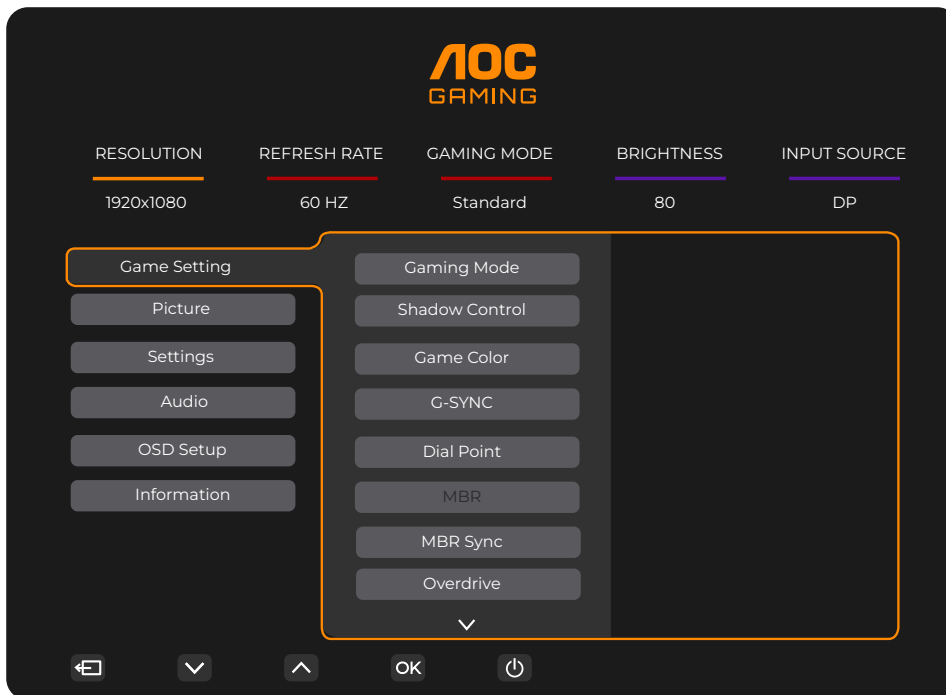 AOC
GAMING
RESOLUTION REFRESH RATE GAMING MODE BRIGHTNESS INPUT SOURCE
1920x1080 60 HZ Standard 80 DP
Game Setting
Picture
Settings
Audio
OSD Setup
Information
Gaming Mode
Shadow Control
Game Color
G-SYNC
Dial Point
MBR
MBR Sync
Overdrive
OK